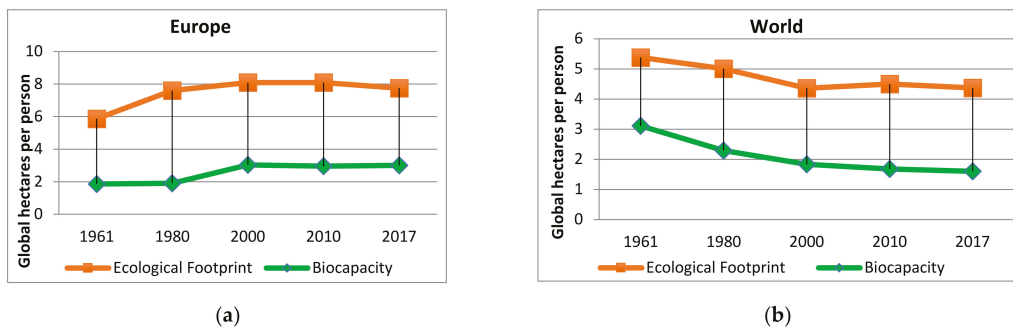 Europe
Global hectares per person
10
8
6
4
2
0
1961 1980 2000 2010 2017
Ecological Footprint Biocapacity
(a)
World
Global hectares per person
6
5
4
3
2
1
0
1961 1980 2000 2010 2017
Ecological Footprint Biocapacity
(b)